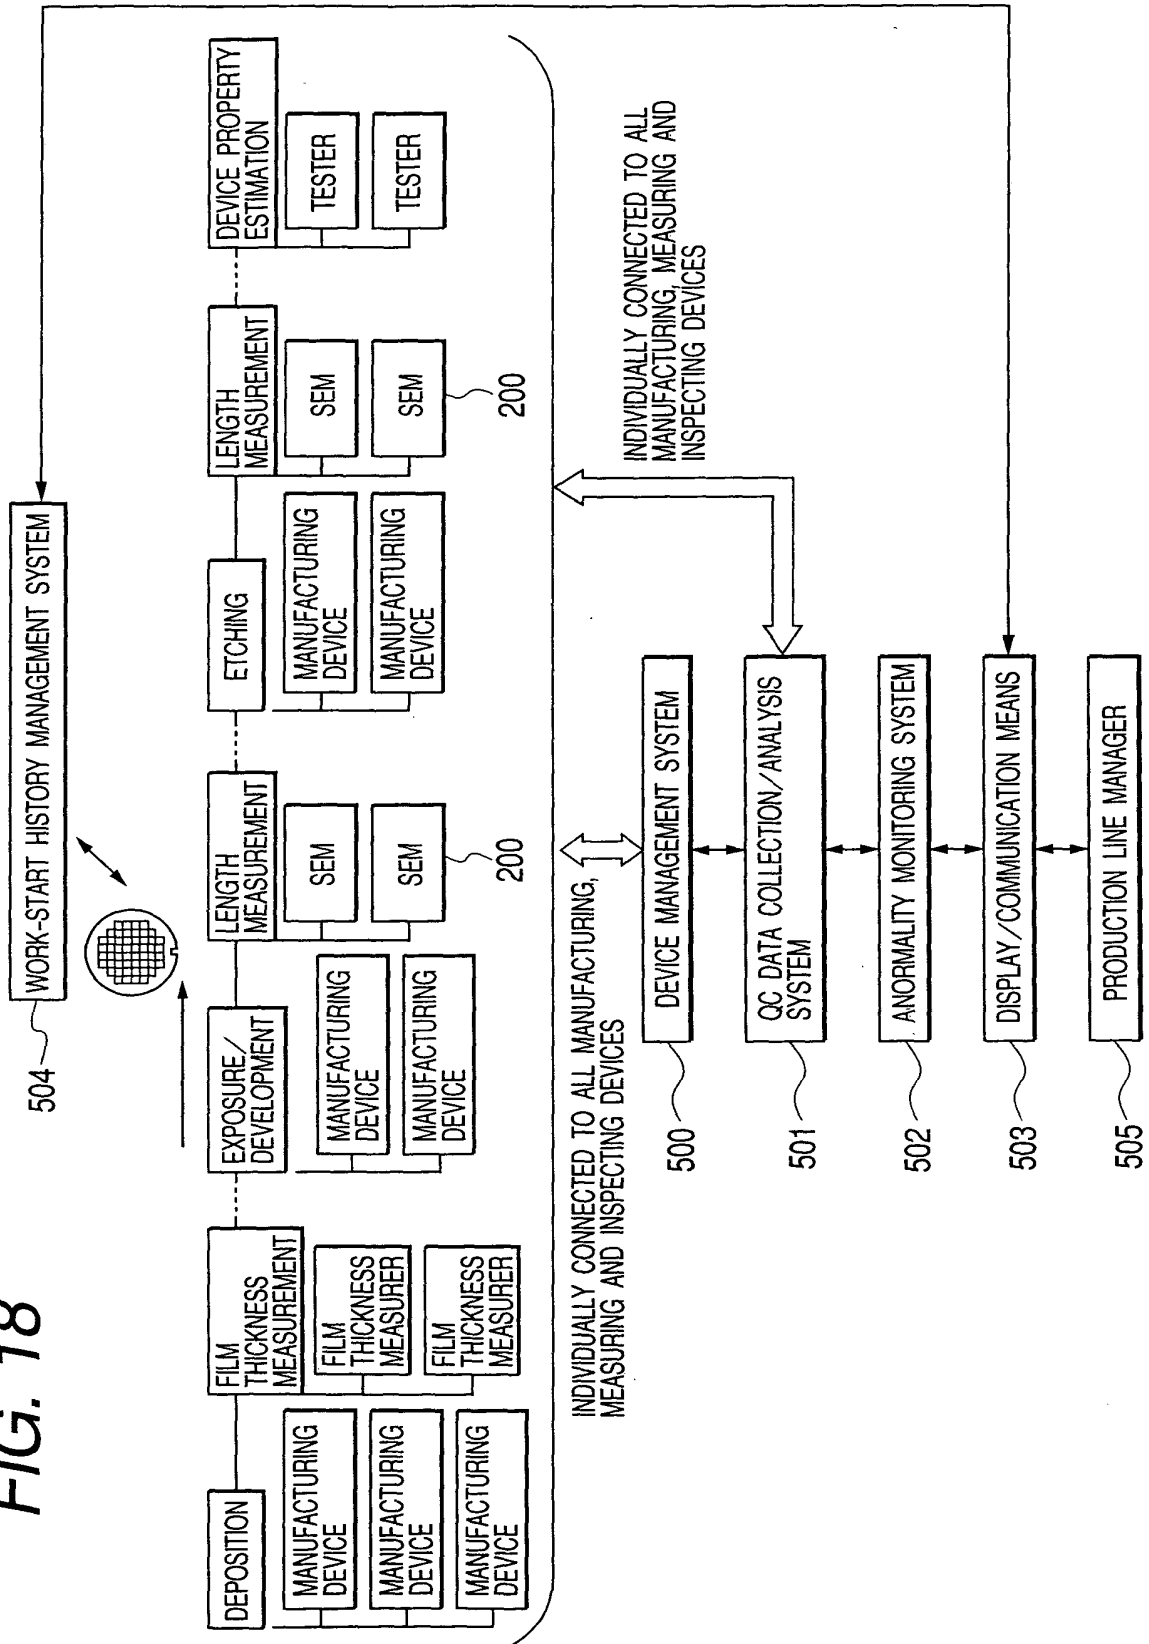 FIG. 18
504
WORK-START HISTORY MANAGEMENT SYSTEM
DEPOSITION
MANUFACTURING
DEVICE
MANUFACTURING
DEVICE
MANUFACTURING
DEVICE
FILM
THICKNESS
MEASUREMENT
FILM
THICKNESS
MEASURER
FILM
THICKNESS
MEASURER
EXPOSURE/
DEVELOPMENT
MANUFACTURING
DEVICE
MANUFACTURING
DEVICE
LENGTH
MEASUREMENT
SEM
SEM
200
ETCHING
MANUFACTURING
DEVICE
MANUFACTURING
DEVICE
LENGTH
MEASUREMENT
SEM
SEM
200
DEVICE PROPERTY
ESTIMATION
TESTER
TESTER
INDIVIDUALLY CONNECTED TO ALL MANUFACTURING,
MEASURING AND INSPECTING DEVICES
INDIVIDUALLY CONNECTED TO ALL
MANUFACTURING, MEASURING AND
INSPECTING DEVICES
500
DEVICE MANAGEMENT SYSTEM
501
QC DATA COLLECTION/ANALYSIS
SYSTEM
502
ANORMALITY MONITORING SYSTEM
503
DISPLAY/COMMUNICATION MEANS
505
PRODUCTION LINE MANAGER